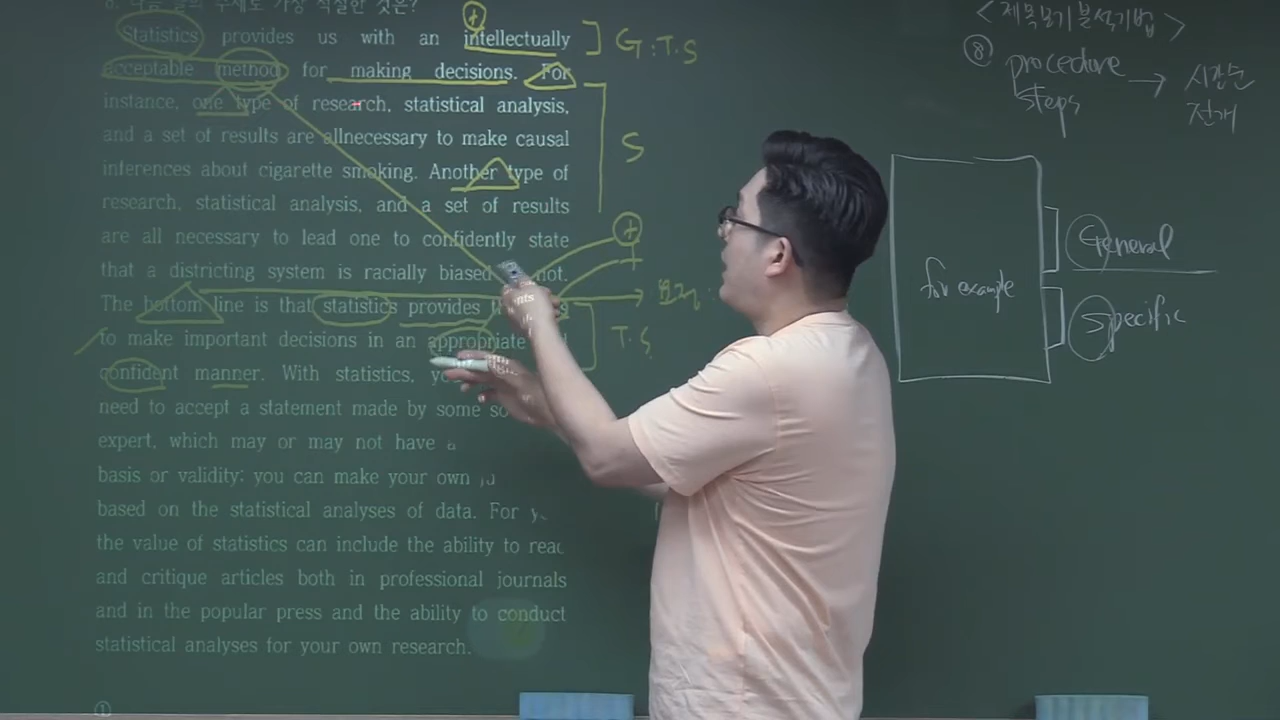 8. 다음 글의 주제로 가장 적절한 것은?
Statistics provides us with an intellectually
acceptable method for making decisions. For
instance, one type of research, statistical analysis,
and a set of results are allnecessary to make causal
inferences about cigarette smoking. Another type of
research, statistical analysis, and a set of results
are all necessary to lead one to confidently state
that a districting system is racially biased not.
The bottom line is that statistics provides
to make important decisions in an appropriate
confident manner. With statistics,
need to accept a statement made by some
expert, which may or may not have a
basis or validity; you can make your own
based on the statistical analyses of data. For
the value of statistics can include the ability to
and critique articles both in professional journals
and in the popular press and the ability to conduct
statistical analyses for your own research.
①
+
G:T.S
S
+
+
T.S
<제목보기 분석기법>
⑧ procedure
steps
→ 시간순
전개
for example
General
Specific